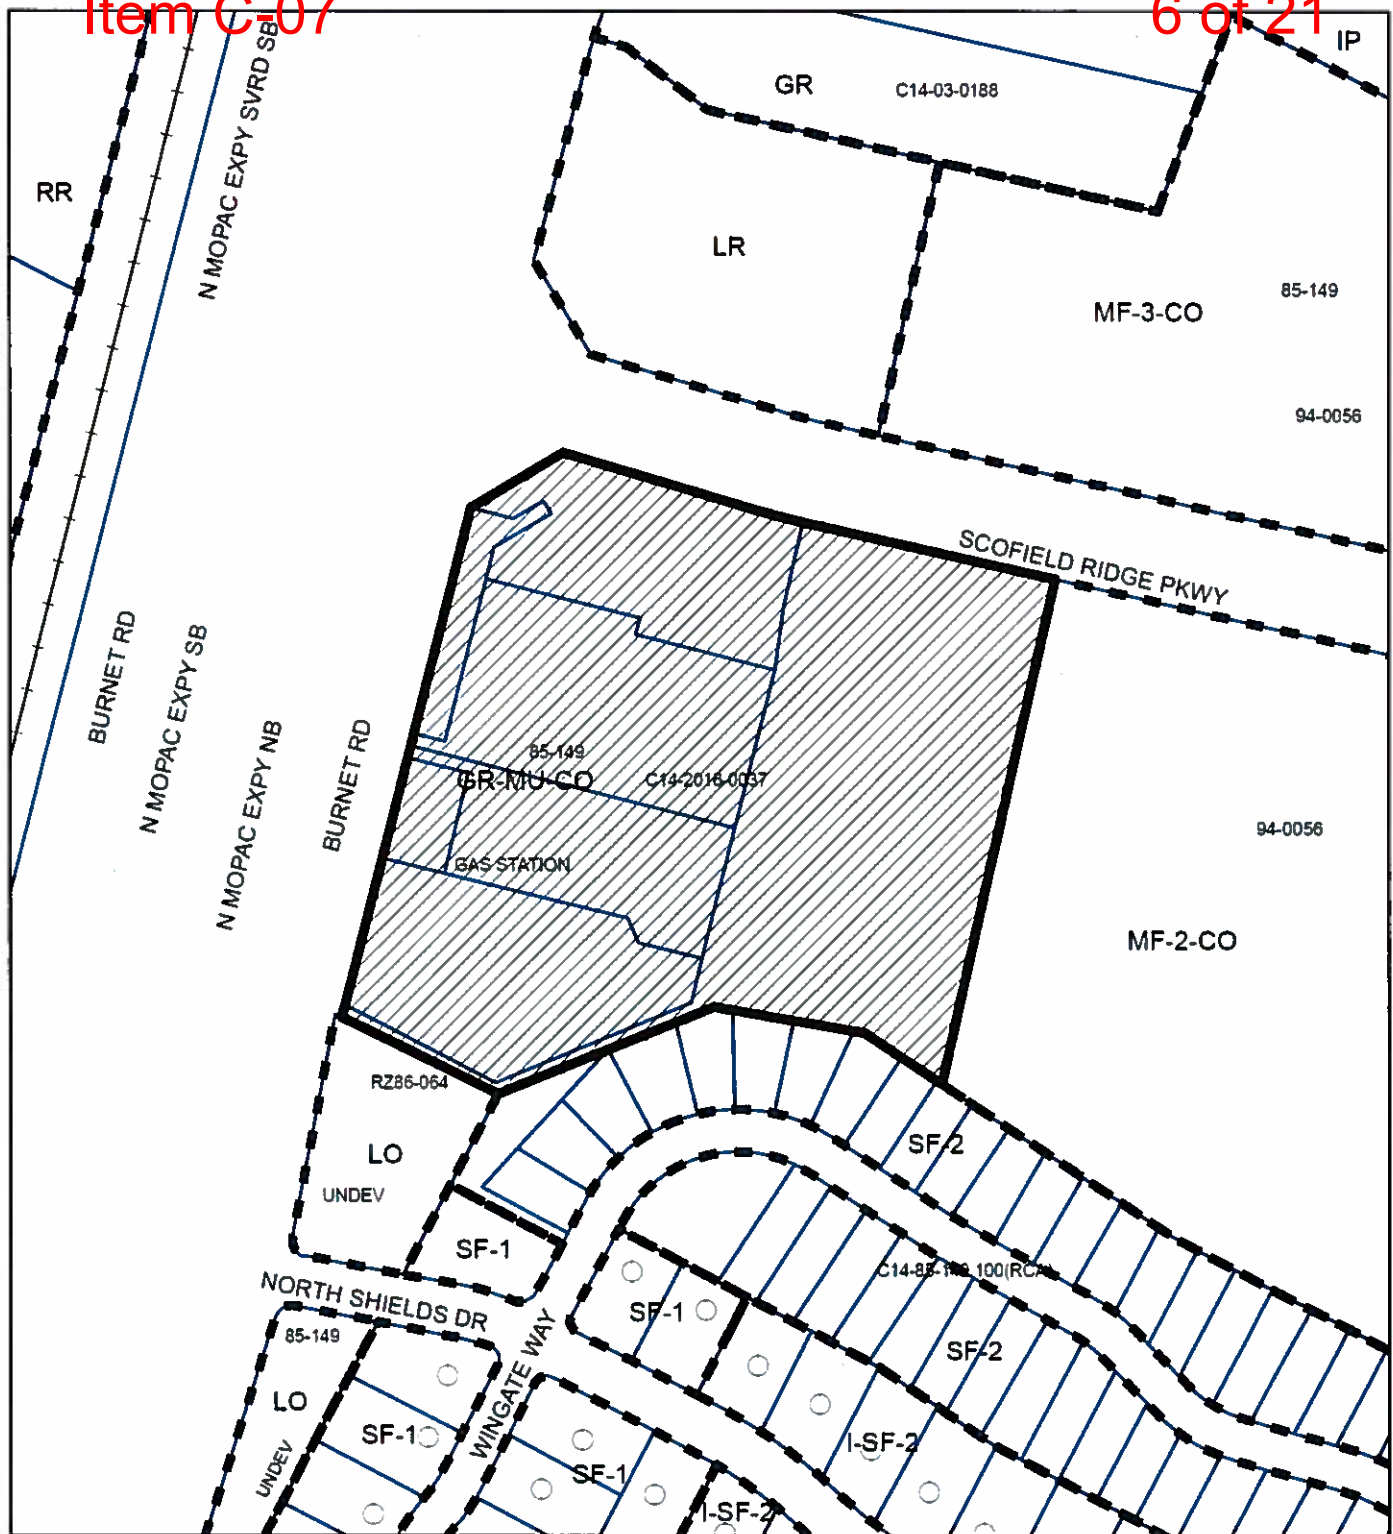 Item C-07
6 of 21
IP
GR
C14-03-0188
N MOPAC EXPY SVRD SB
RR
LR
85-149
MF-3-CO
94-0056
SCOFIELD RIDGE PKWY
BURNET RD
N MOPAC EXPY SB
N MOPAC EXPY NB
BURNET RD
85-149
GR-MU-CO
C14-2016-0037
94-0056
GAS STATION
MF-2-CO
RZ86-064
LO
UNDEV
SF-2
SF-1
NORTH SHIELDS DR
SF-1
85-149
WINGATE WAY
SF-2
LO
SF-1
I-SF-2
UNDEV
SF-1
I-SF-2